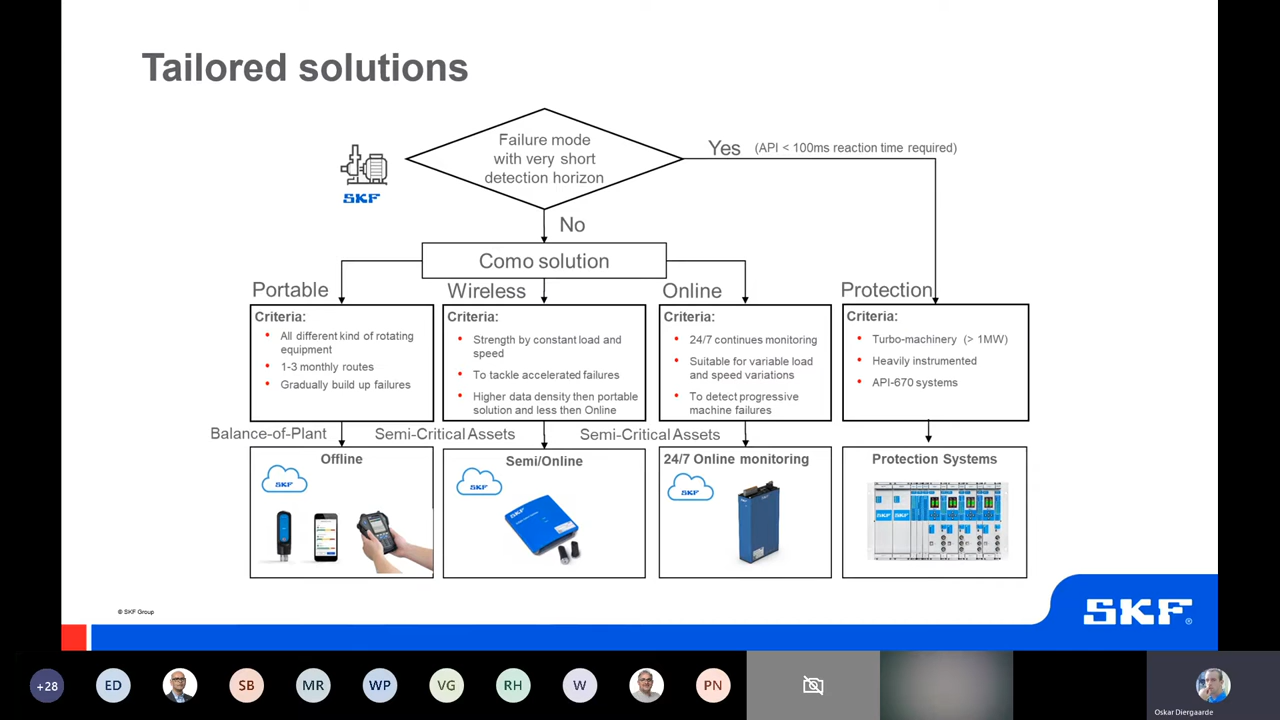 Tailored solutions
Failure mode
with very short
detection horizon
Yes
(API < 100ms reaction time required)
SKF
No
Como solution
Portable
Wireless
Online
Protection
Criteria:
All different kind of rotating
equipment
1-3 monthly routes
Gradually build up failures
Criteria:
Strength by constant load and
speed
To tackle accelerated failures
Higher data density then portable
solution and less then Online
Criteria:
24/7 continues monitoring
Suitable for variable load
and speed variations
To detect progressive
machine failures
Criteria:
Turbo-machinery (> 1MW)
Heavily instrumented
API-670 systems
Balance-of-Plant
Semi-Critical Assets
Semi-Critical Assets
Offline
SKF
Semi/Online
SKF
24/7 Online monitoring
SKF
Protection Systems
SKF
SKF
© SKF Group
SKF®
+28
ED
SB
MR
WP
VG
RH
W
PN
Oskar Diergaarde